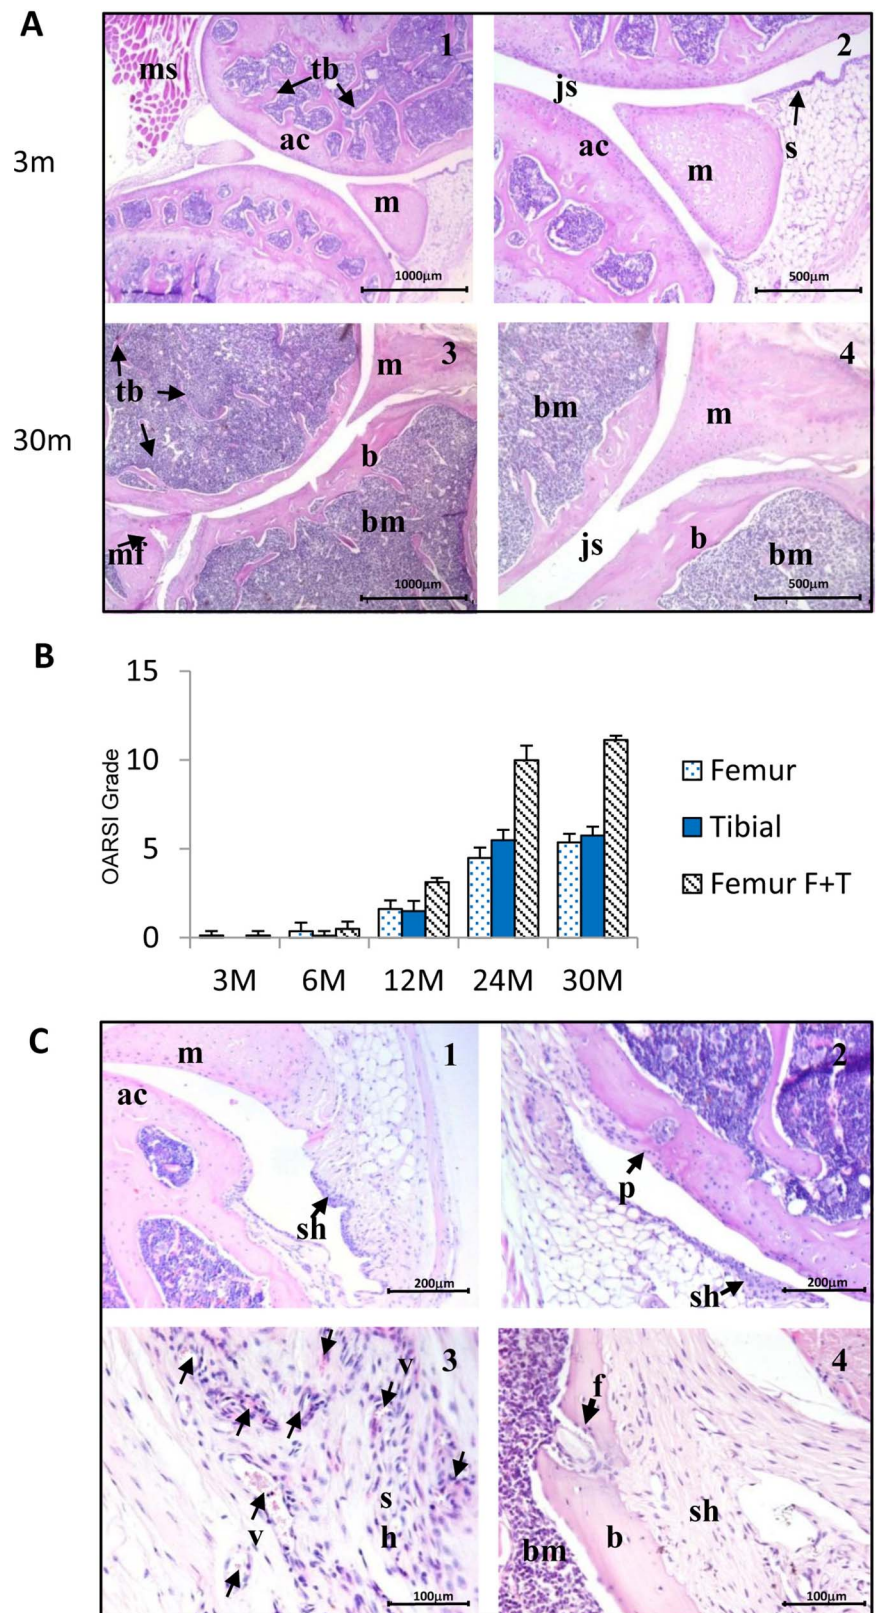 A
3m
ms
tb
ac
m
1
1000µm
js
ac
m
s
2
500µm
30m
tb
m
3
b
bm
mf
1000µm
bm
m
4
js
b
bm
500µm
B
OARSI Grade
15
10
5
0
3M 6M 12M 24M 30M
Femur
Tibial
Femur F+T
C
m
1
ac
sh
200µm
2
p
sh
200µm
v
3
s
h
v
100µm
f
4
sh
b
bm
100µm